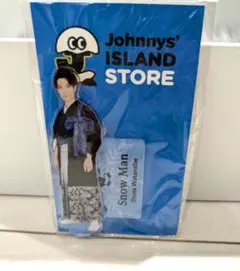 Johnnys'
ISLAND
STORE
Snow Man
Shota Watanabe